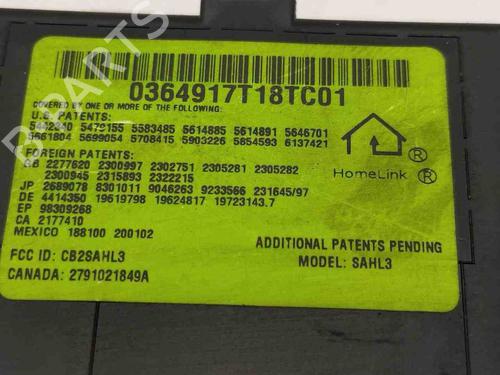 0364917T18TC01
COVERED BY ONE OR MORE OF THE FOLLOWING:
U.S. PATENTS:
5442340 5479155 5583485 5614885 5614891 5646701
5661804 5699054 5708415 5903226 5854593 6137421
FOREIGN PATENTS:
GB 2277620 2300997 2302751 2305281 2305282
2300945 2315893 2322215
JP 2689078 8301011 9046263 9233566 231645/97
DE 4414350 19619798 19624817 19723143.7
EP 98309268
CA 2177410
MEXICO 188100 200102
HomeLink ® ®
ADDITIONAL PATENTS PENDING
FCC ID: CB2SAHL3
MODEL: SAHL3
CANADA: 2791021849A